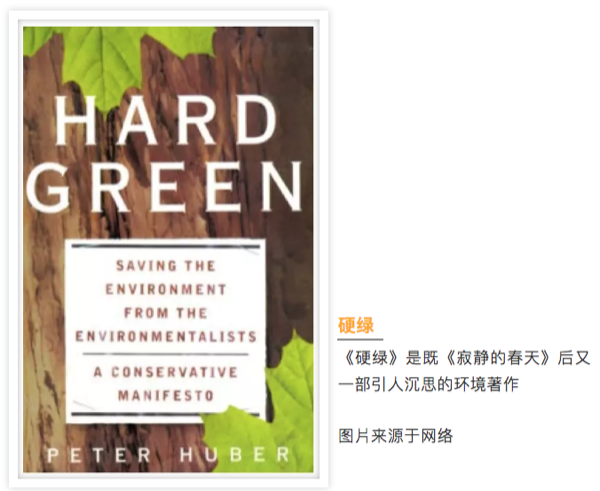 HARD
GREEN
SAVING THE
ENVIRONMENT
FROM THE
ENVIRONMENTALISTS
A CONSERVATIVE
MANIFESTO
PETER HUBER
硬绿
《硬绿》是既《寂静的春天》后又
一部引人沉思的环境著作
图片来源于网络